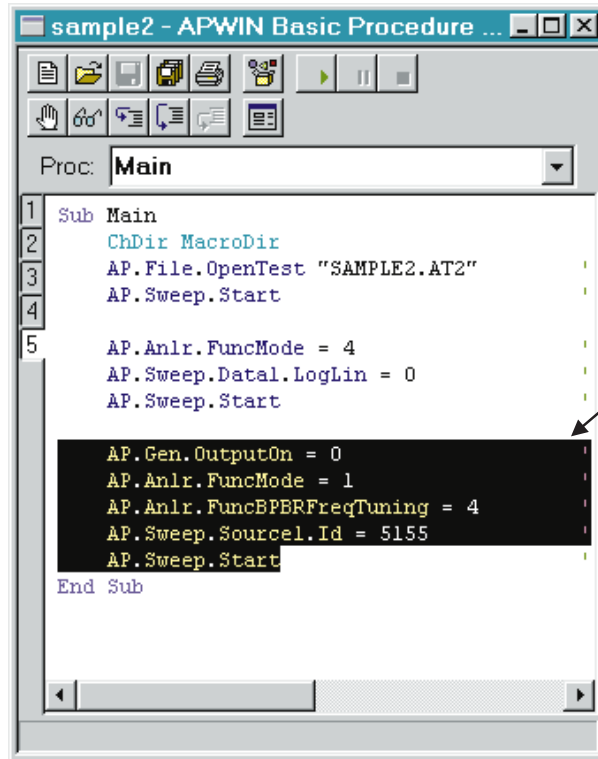 sample2 - APWIN Basic Procedure ...
Proc: Main
1
2
3
4
5
Sub Main
ChDir MacroDir
AP.File.OpenTest "SAMPLE2.AT2" '
AP.Sweep.Start '
AP.Anlr.FuncMode = 4 '
AP.Sweep.Data1.LogLin = 0 '
AP.Sweep.Start '
AP.Gen.OutputOn = 0 '
AP.Anlr.FuncMode = 1 '
AP.Anlr.FuncBPBRFreqTuning = 4 '
AP.Sweep.Source1.Id = 5155 '
AP.Sweep.Start '
End Sub